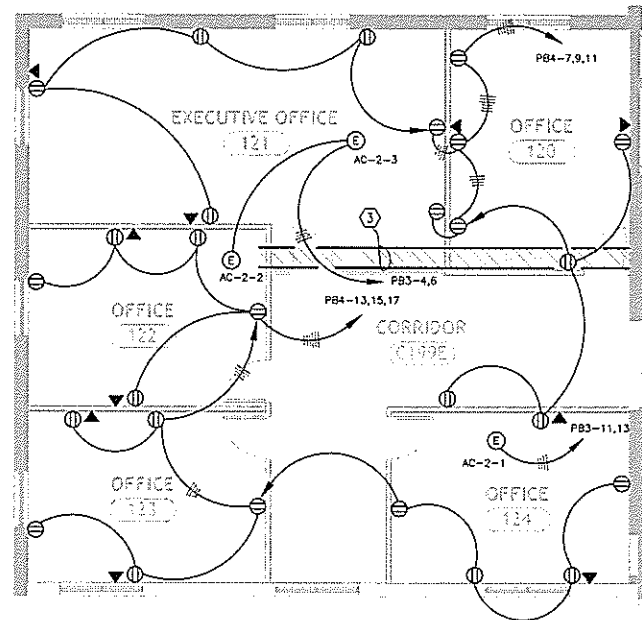 PB4-7,9,11
EXECUTIVE OFFICE
121
OFFICE
120
E
AC-2-3
3
E
AC-2-2
PB3-4,6
PB4-13,15,17
OFFICE
122
CORRIDOR
C199E
PB3-11,13
E
AC-2-1
OFFICE
123
OFFICE
124